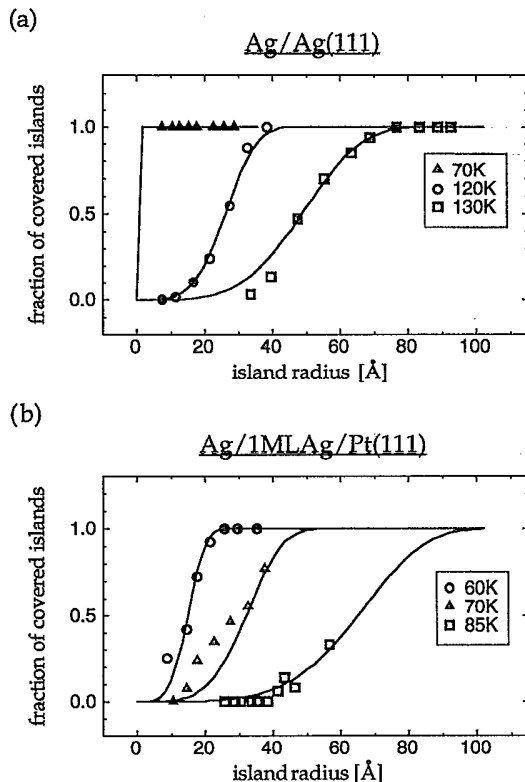 (a)
Ag/Ag(111)
fraction of covered islands
1.0
0.5
0.0
70K
120K
130K
0 20 40 60 80 100
island radius [Å]
(b)
Ag/1MLAg/Pt(111)
fraction of covered islands
1.0
0.5
0.0
60K
70K
85K
0 20 40 60 80 100
island radius [Å]